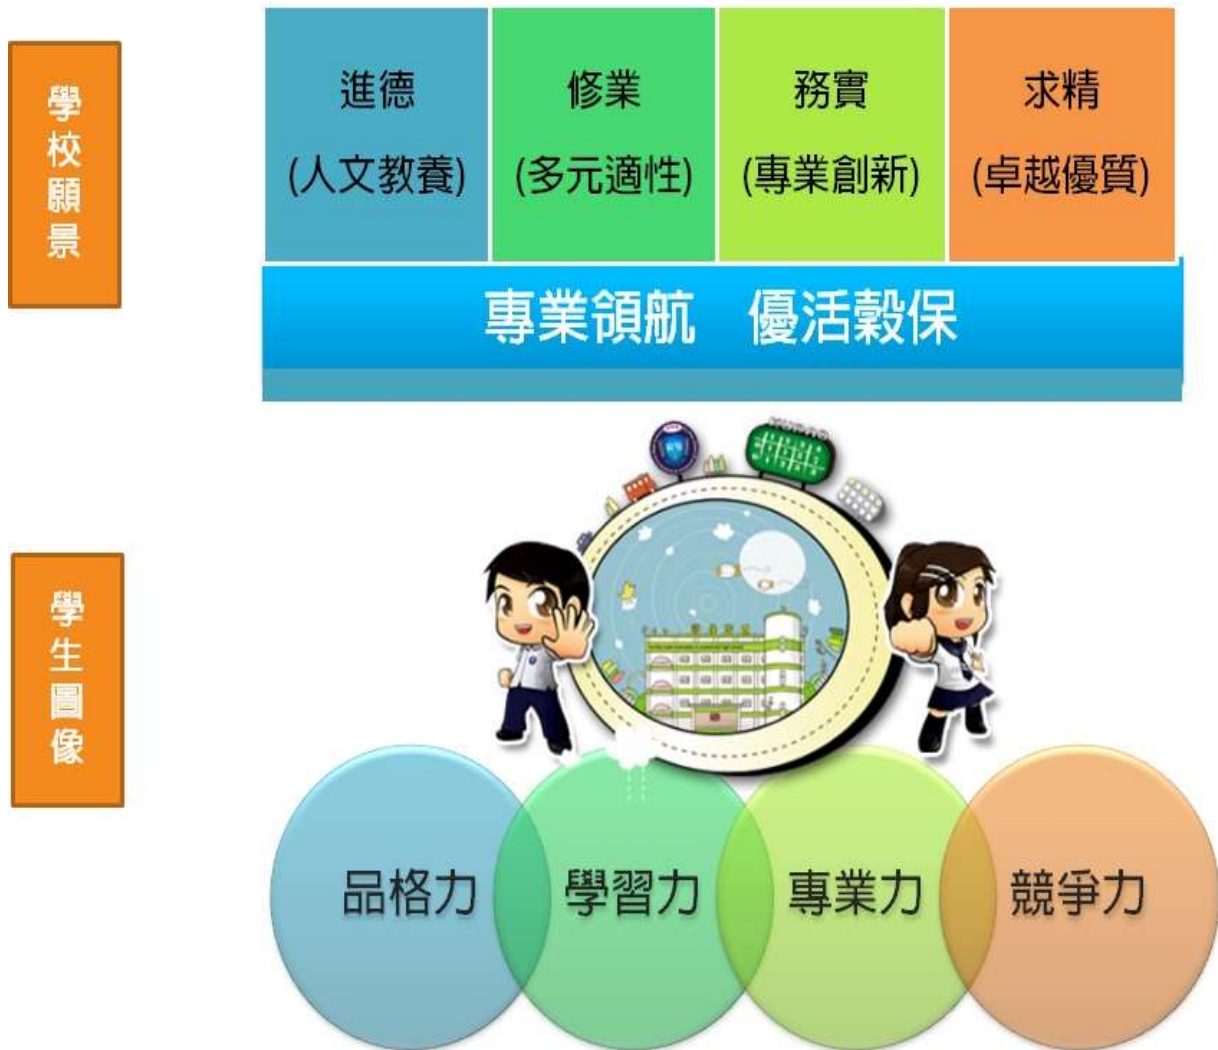 學校願景
進德
(人文教養)
修業
(多元適性)
務實
(專業創新)
求精
(卓越優質)
專業領航 優活穀保
學生圖像
品格力
學習力
專業力
競爭力